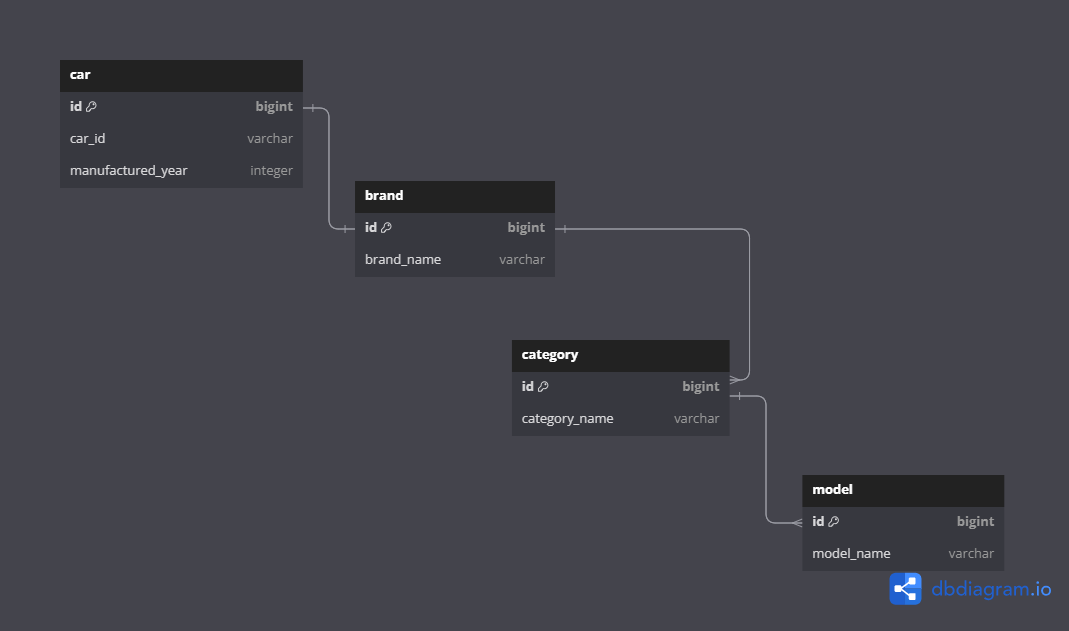 car
id bigint
car_id varchar
manufactured_year integer
brand
id bigint
brand_name varchar
category
id bigint
category_name varchar
model
id bigint
model_name varchar
dbdiagram.io